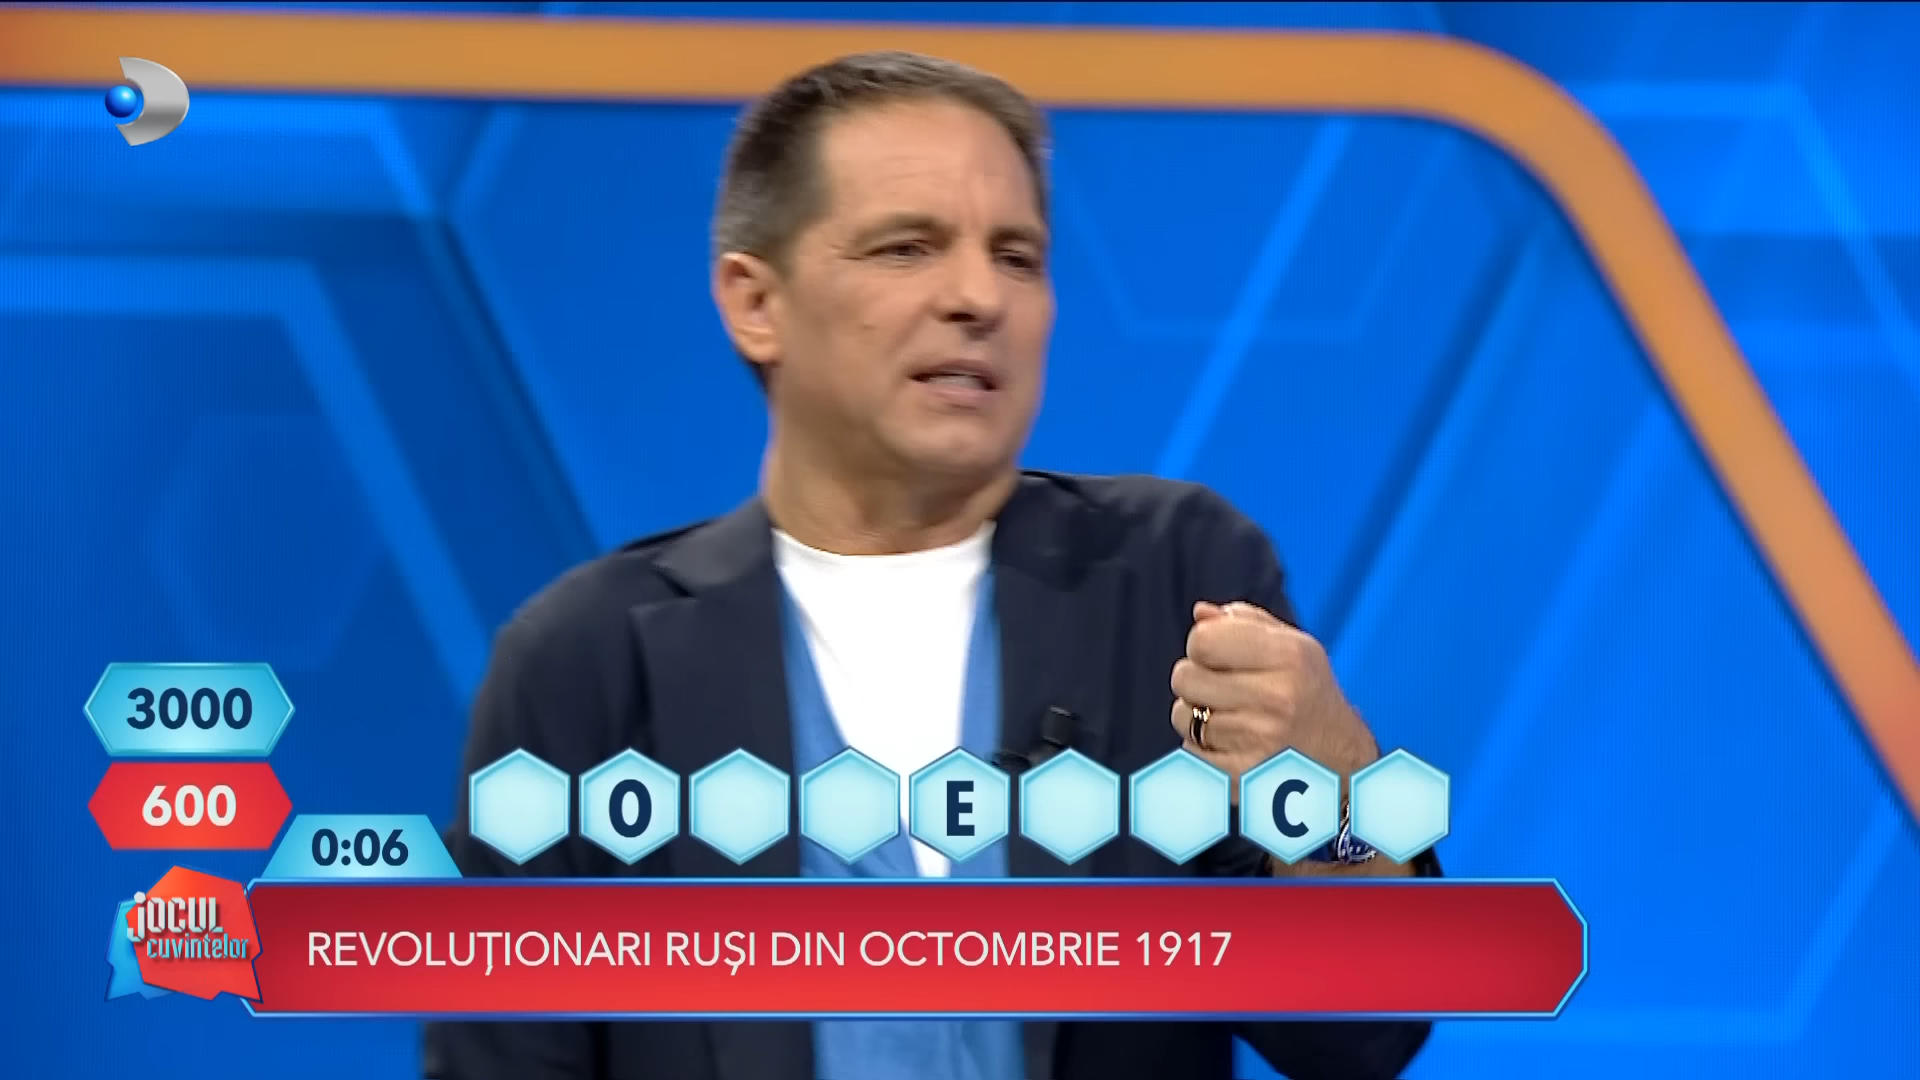 3000
600
0:06
O E C
jocul
cuvintelor
REVOLUȚIONARI RUȘI DIN OCTOMBRIE 1917